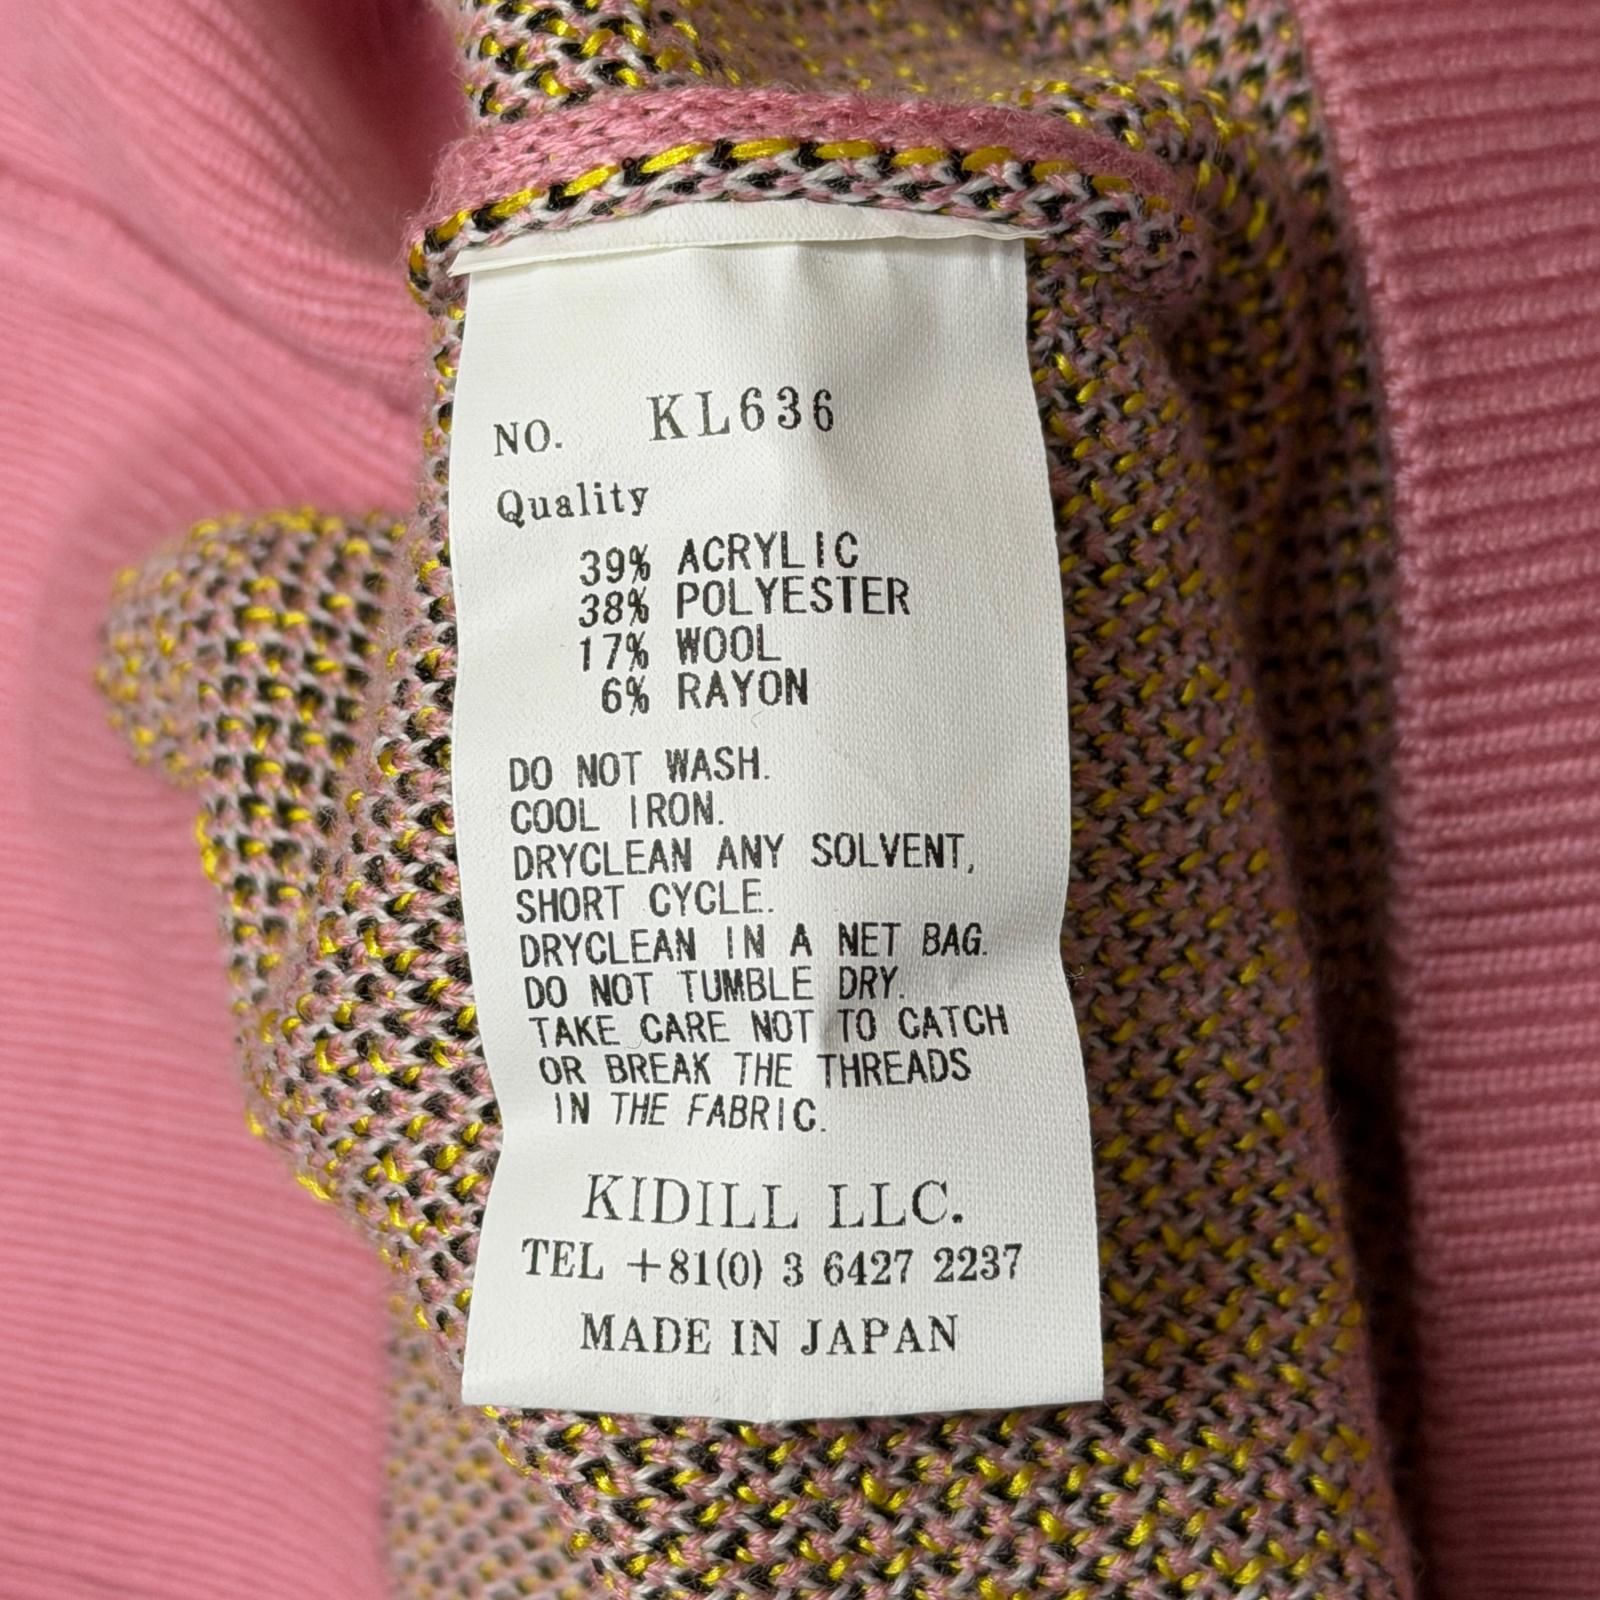 NO. KL636
Quality
39% ACRYLIC
38% POLYESTER
17% WOOL
6% RAYON
DO NOT WASH.
COOL IRON.
DRYCLEAN ANY SOLVENT,
SHORT CYCLE.
DRYCLEAN IN A NET BAG.
DO NOT TUMBLE DRY.
TAKE CARE NOT TO CATCH
OR BREAK THE THREADS
IN THE FABRIC.
KIDILL LLC.
TEL +81(0) 3 6427 2237
MADE IN JAPAN